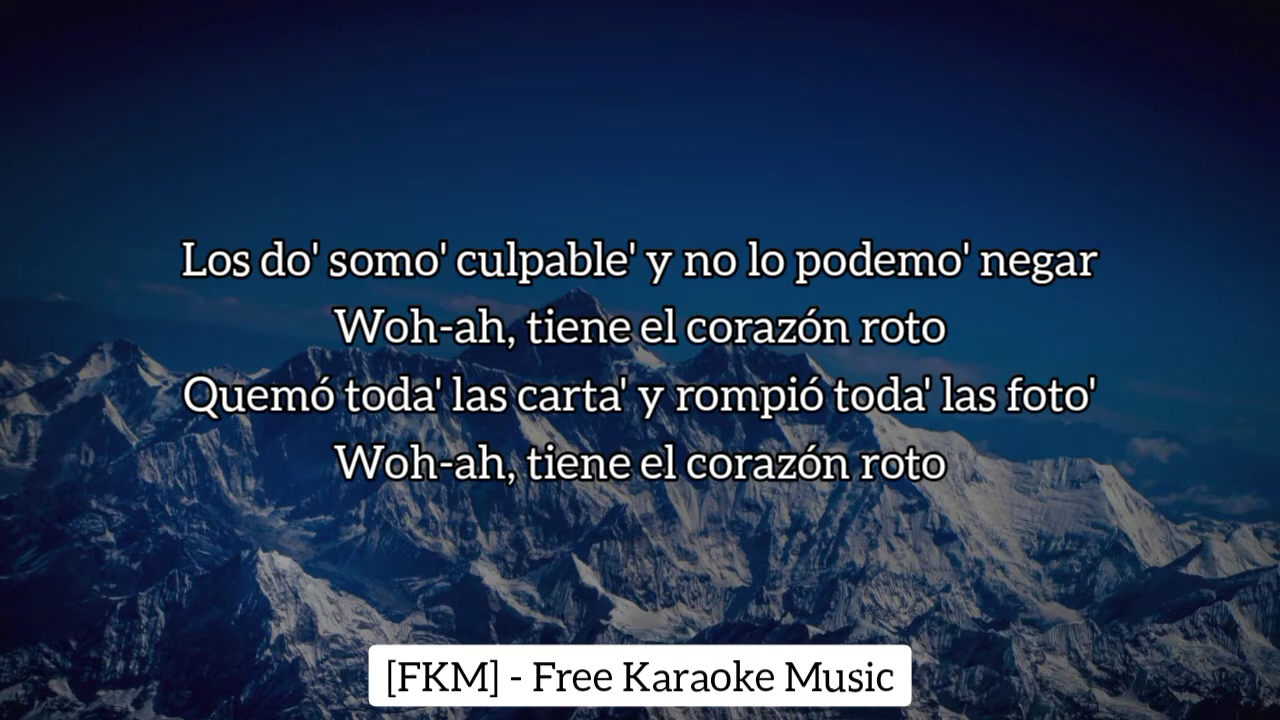 Los do' somo' culpable' y no lo podemo' negar
Woh-ah, tiene el corazón roto
Quemó toda' las carta' y rompió toda' las foto'
Woh-ah, tiene el corazón roto
[FKM] - Free Karaoke Music